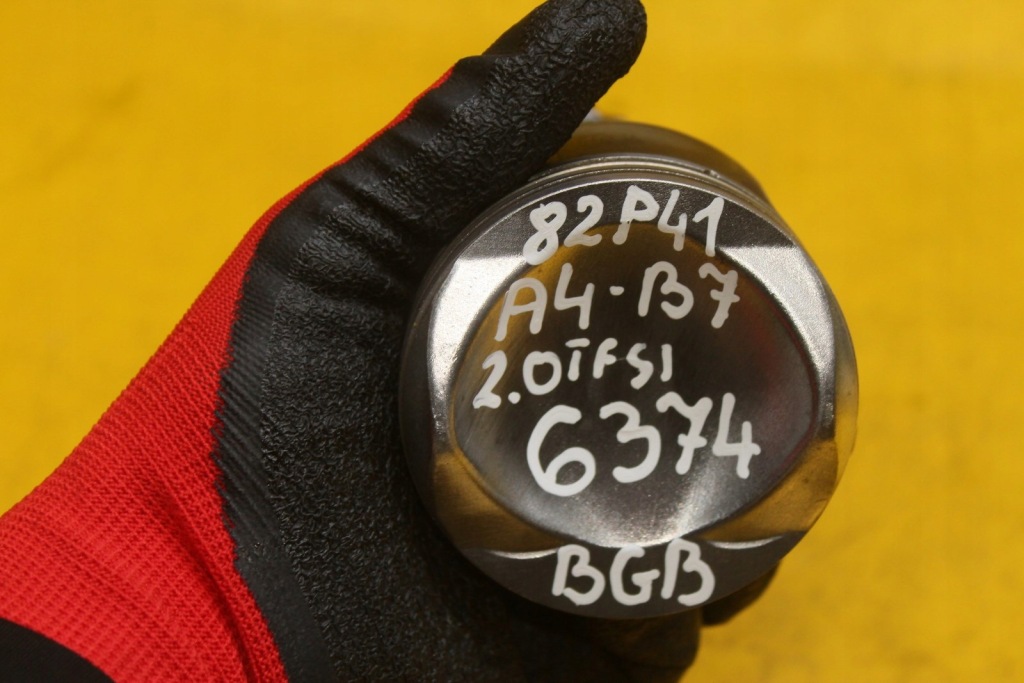 82P41
A4-B7
2.0TFSI
6374
BGB